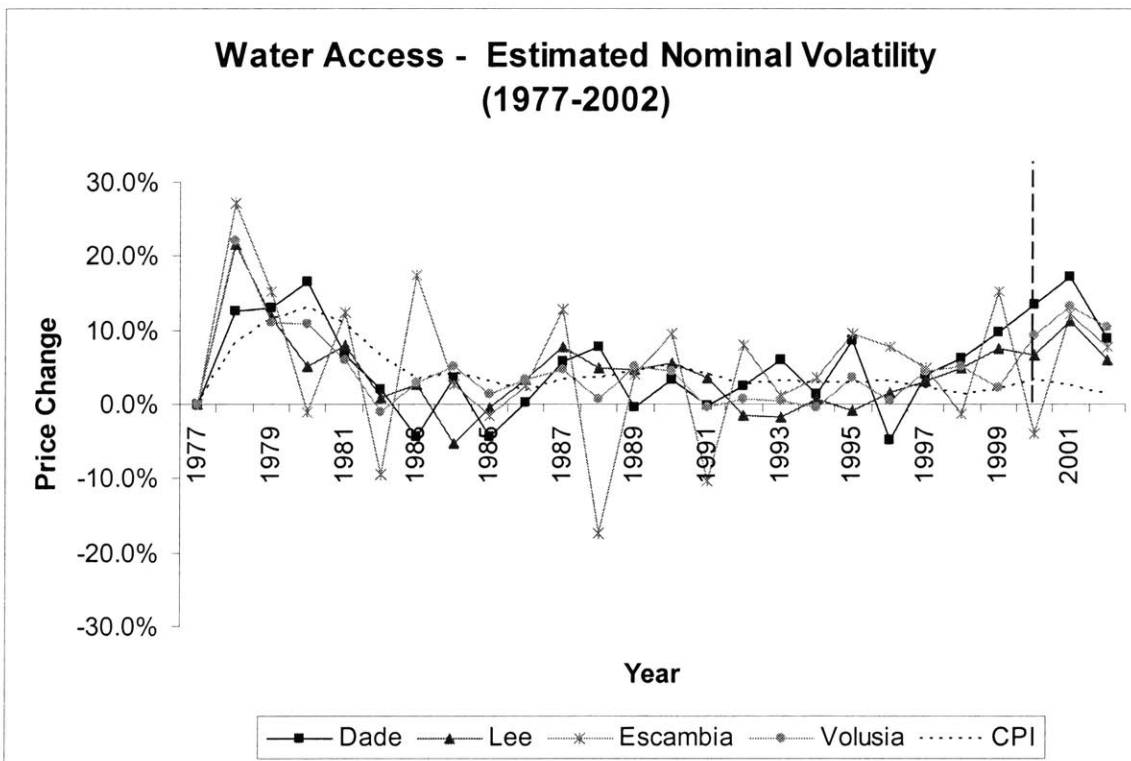 Water Access - Estimated Nominal Volatility
(1977-2002)
30.0%
20.0%
10.0%
0.0%
-10.0%
-20.0%
-30.0%
Price Change
1977
1979
1981
1983
1985
1987
1989
1991
1993
1995
1997
1999
2001
Year
Dade
Lee
Escambia
Volusia
CPI